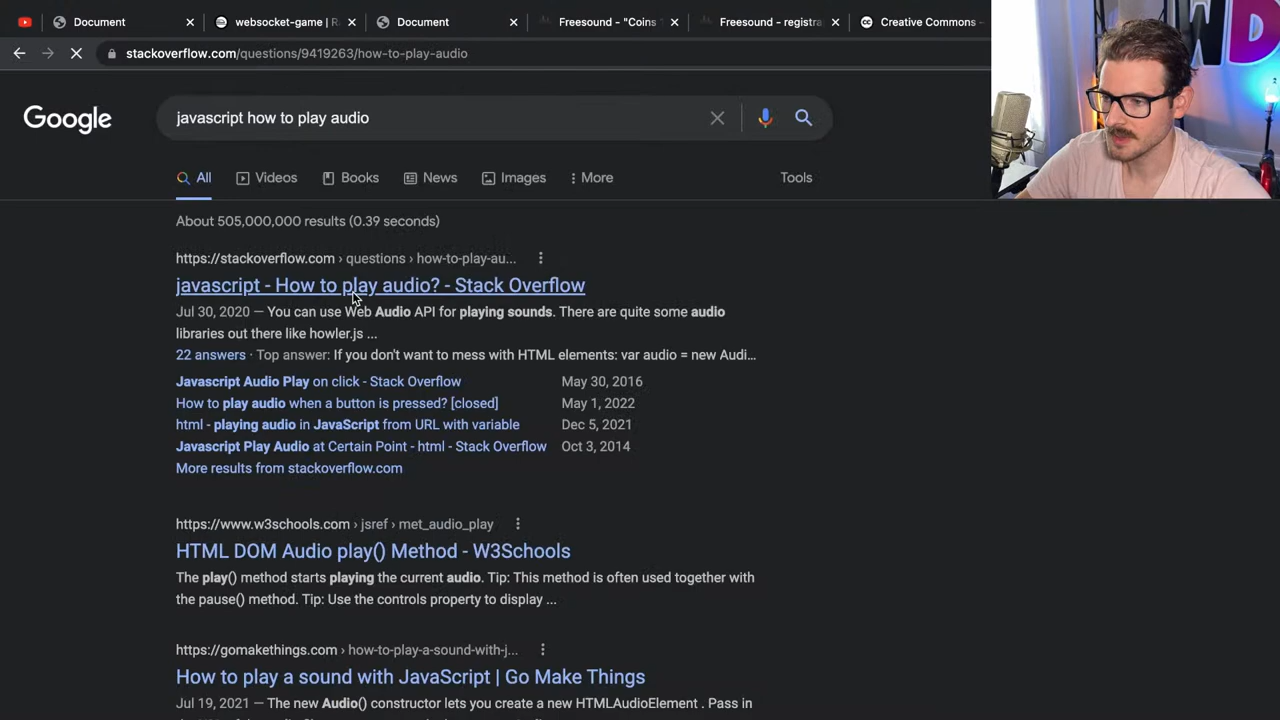 Document
websocket-game | R
Document
Freesound - "Coins
Freesound - registra
Creative Commons -
stackoverflow.com/questions/9419263/how-to-play-audio
Google
javascript how to play audio
All
Videos
Books
News
Images
More
Tools
About 505,000,000 results (0.39 seconds)
https://stackoverflow.com › questions › how-to-play-au...
javascript - How to play audio? - Stack Overflow
Jul 30, 2020 — You can use Web Audio API for playing sounds. There are quite some audio
libraries out there like howler.js ...
22 answers · Top answer: If you don't want to mess with HTML elements: var audio = new Audi...
Javascript Audio Play on click - Stack Overflow
May 30, 2016
How to play audio when a button is pressed? [closed]
May 1, 2022
html - playing audio in JavaScript from URL with variable
Dec 5, 2021
Javascript Play Audio at Certain Point - html - Stack Overflow
Oct 3, 2014
More results from stackoverflow.com
https://www.w3schools.com › jsref › met_audio_play
HTML DOM Audio play() Method - W3Schools
The play() method starts playing the current audio. Tip: This method is often used together with
the pause() method. Tip: Use the controls property to display ...
https://gomakethings.com › how-to-play-a-sound-with-j...
How to play a sound with JavaScript | Go Make Things
Jul 19, 2021 — The new Audio() constructor lets you create a new HTMLAudioElement . Pass in